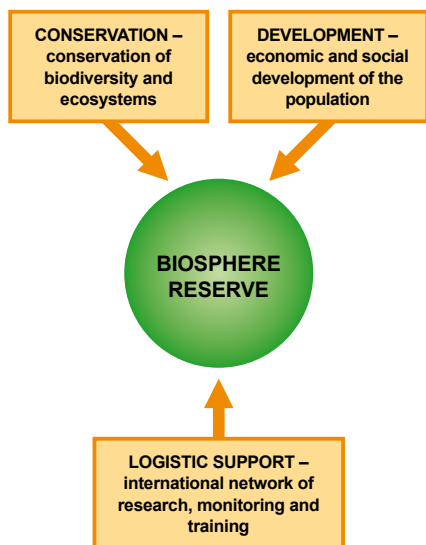 CONSERVATION –
conservation of
biodiversity and
ecosystems
DEVELOPMENT –
economic and social
development of the
population
BIOSPHERE
RESERVE
LOGISTIC SUPPORT –
international network of
research, monitoring and
training